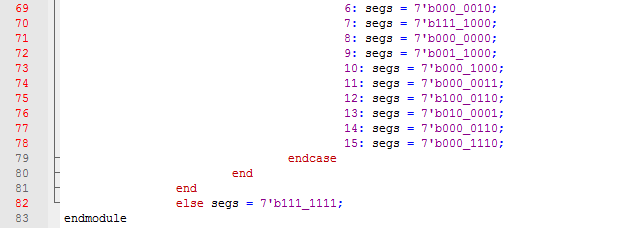 69 6: segs = 7'b000_0010;
70 7: segs = 7'b111_1000;
71 8: segs = 7'b000_0000;
72 9: segs = 7'b001_1000;
73 10: segs = 7'b000_1000;
74 11: segs = 7'b000_0011;
75 12: segs = 7'b100_0110;
76 13: segs = 7'b010_0001;
77 14: segs = 7'b000_0110;
78 15: segs = 7'b000_1110;
79 endcase
80 end
81 end
82 else segs = 7'b111_1111;
83 endmodule